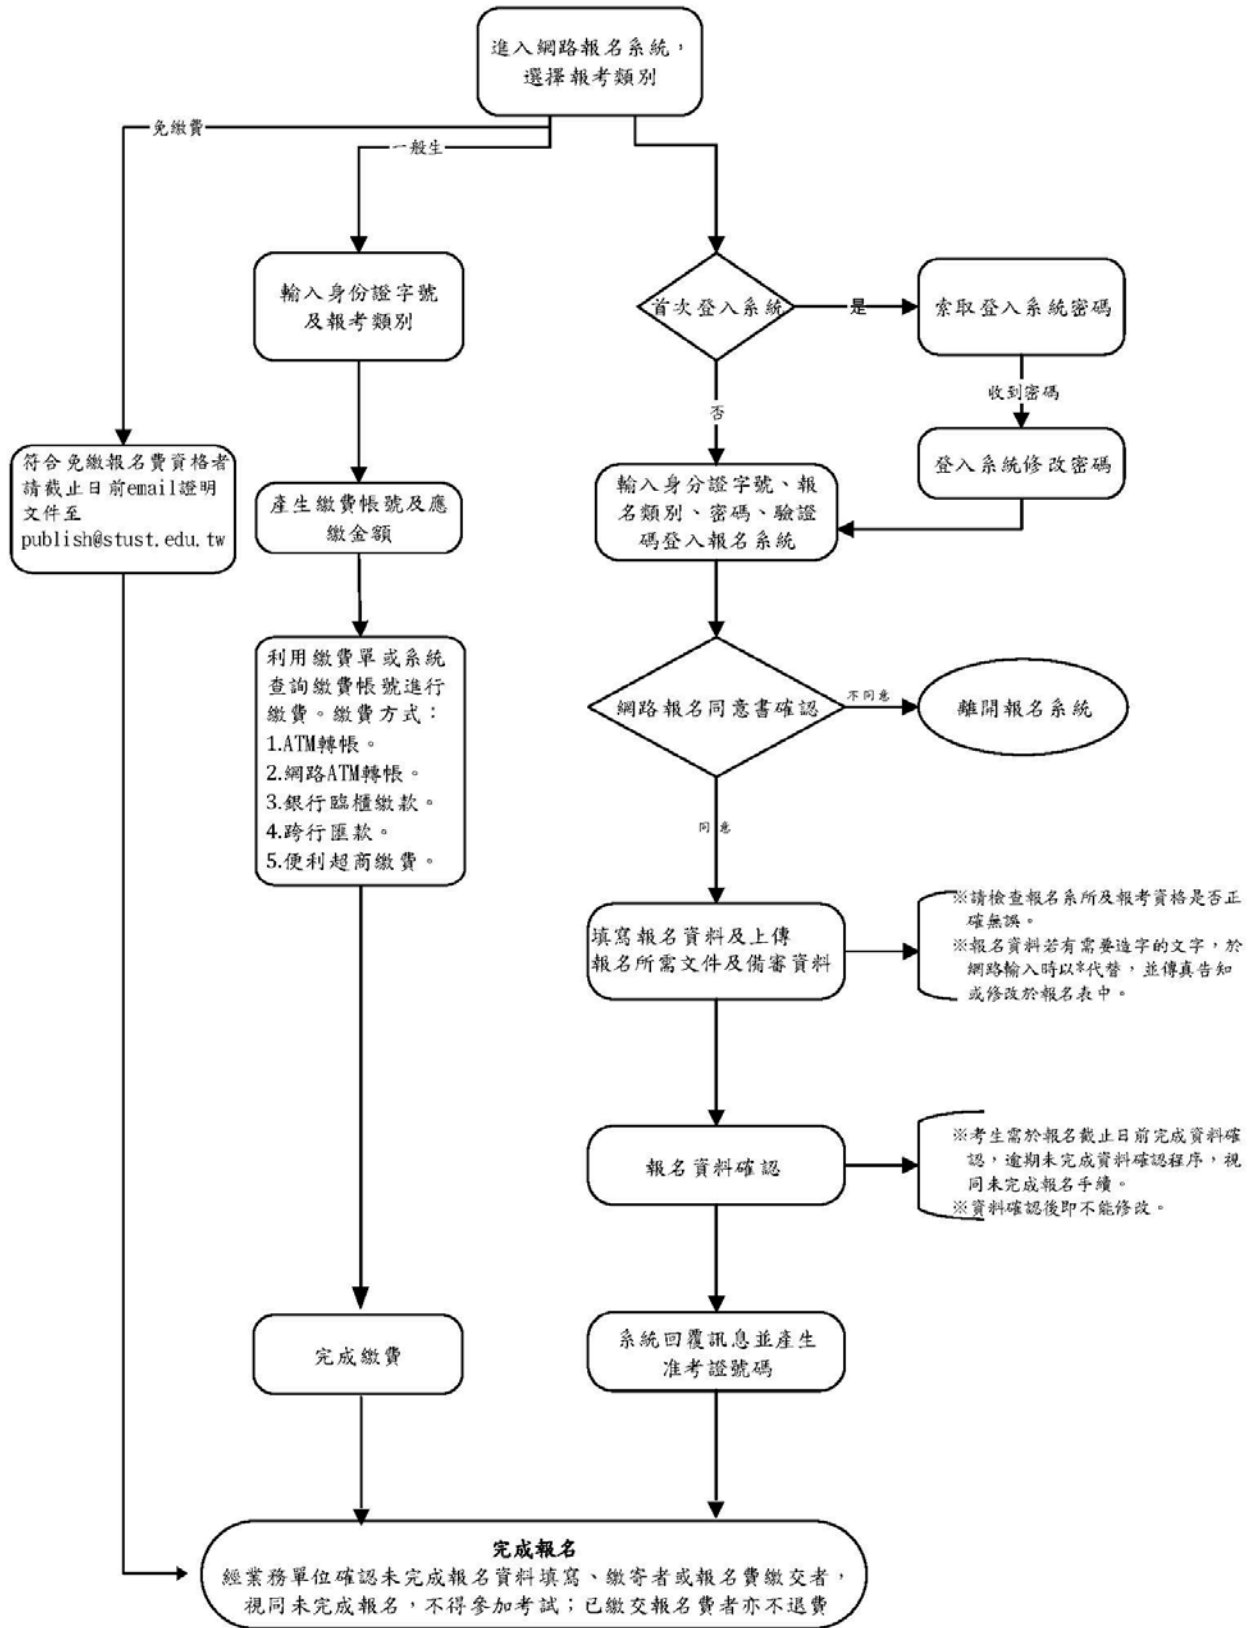 進入網路報名系統，
選擇報考類別
免繳費
一般生
輸入身份證字號
及報考類別
首次登入系統
是
索取登入系統密碼
收到密碼
否
登入系統修改密碼
符合免繳報名費資格者
請截止日前email證明
文件至
publish@stust.edu.tw
產生繳費帳號及應
繳金額
輸入身分證字號、報
名類別、密碼、驗證
碼登入報名系統
利用繳費單或系統
查詢繳費帳號進行
繳費。繳費方式：
1.ATM轉帳。
2.網路ATM轉帳。
3.銀行臨櫃繳款。
4.跨行匯款。
5.便利超商繳費。
網路報名同意書確認
不同意
離開報名系統
同意
填寫報名資料及上傳
報名所需文件及備審資料
※請檢查報名系所及報考資格是否正
確無誤。
※報名資料若有需要造字的文字，於
網路輸入時以*代替，並傳真告知
或修改於報名表中。
報名資料確認
※考生需於報名截止日前完成資料確
認，逾期未完成資料確認程序，視
同未完成報名手續。
※資料確認後即不能修改。
完成繳費
系統回覆訊息並產生
准考證號碼
完成報名
經業務單位確認未完成報名資料填寫、繳寄者或報名費繳交者，
視同未完成報名，不得參加考試；已繳交報名費者亦不退費